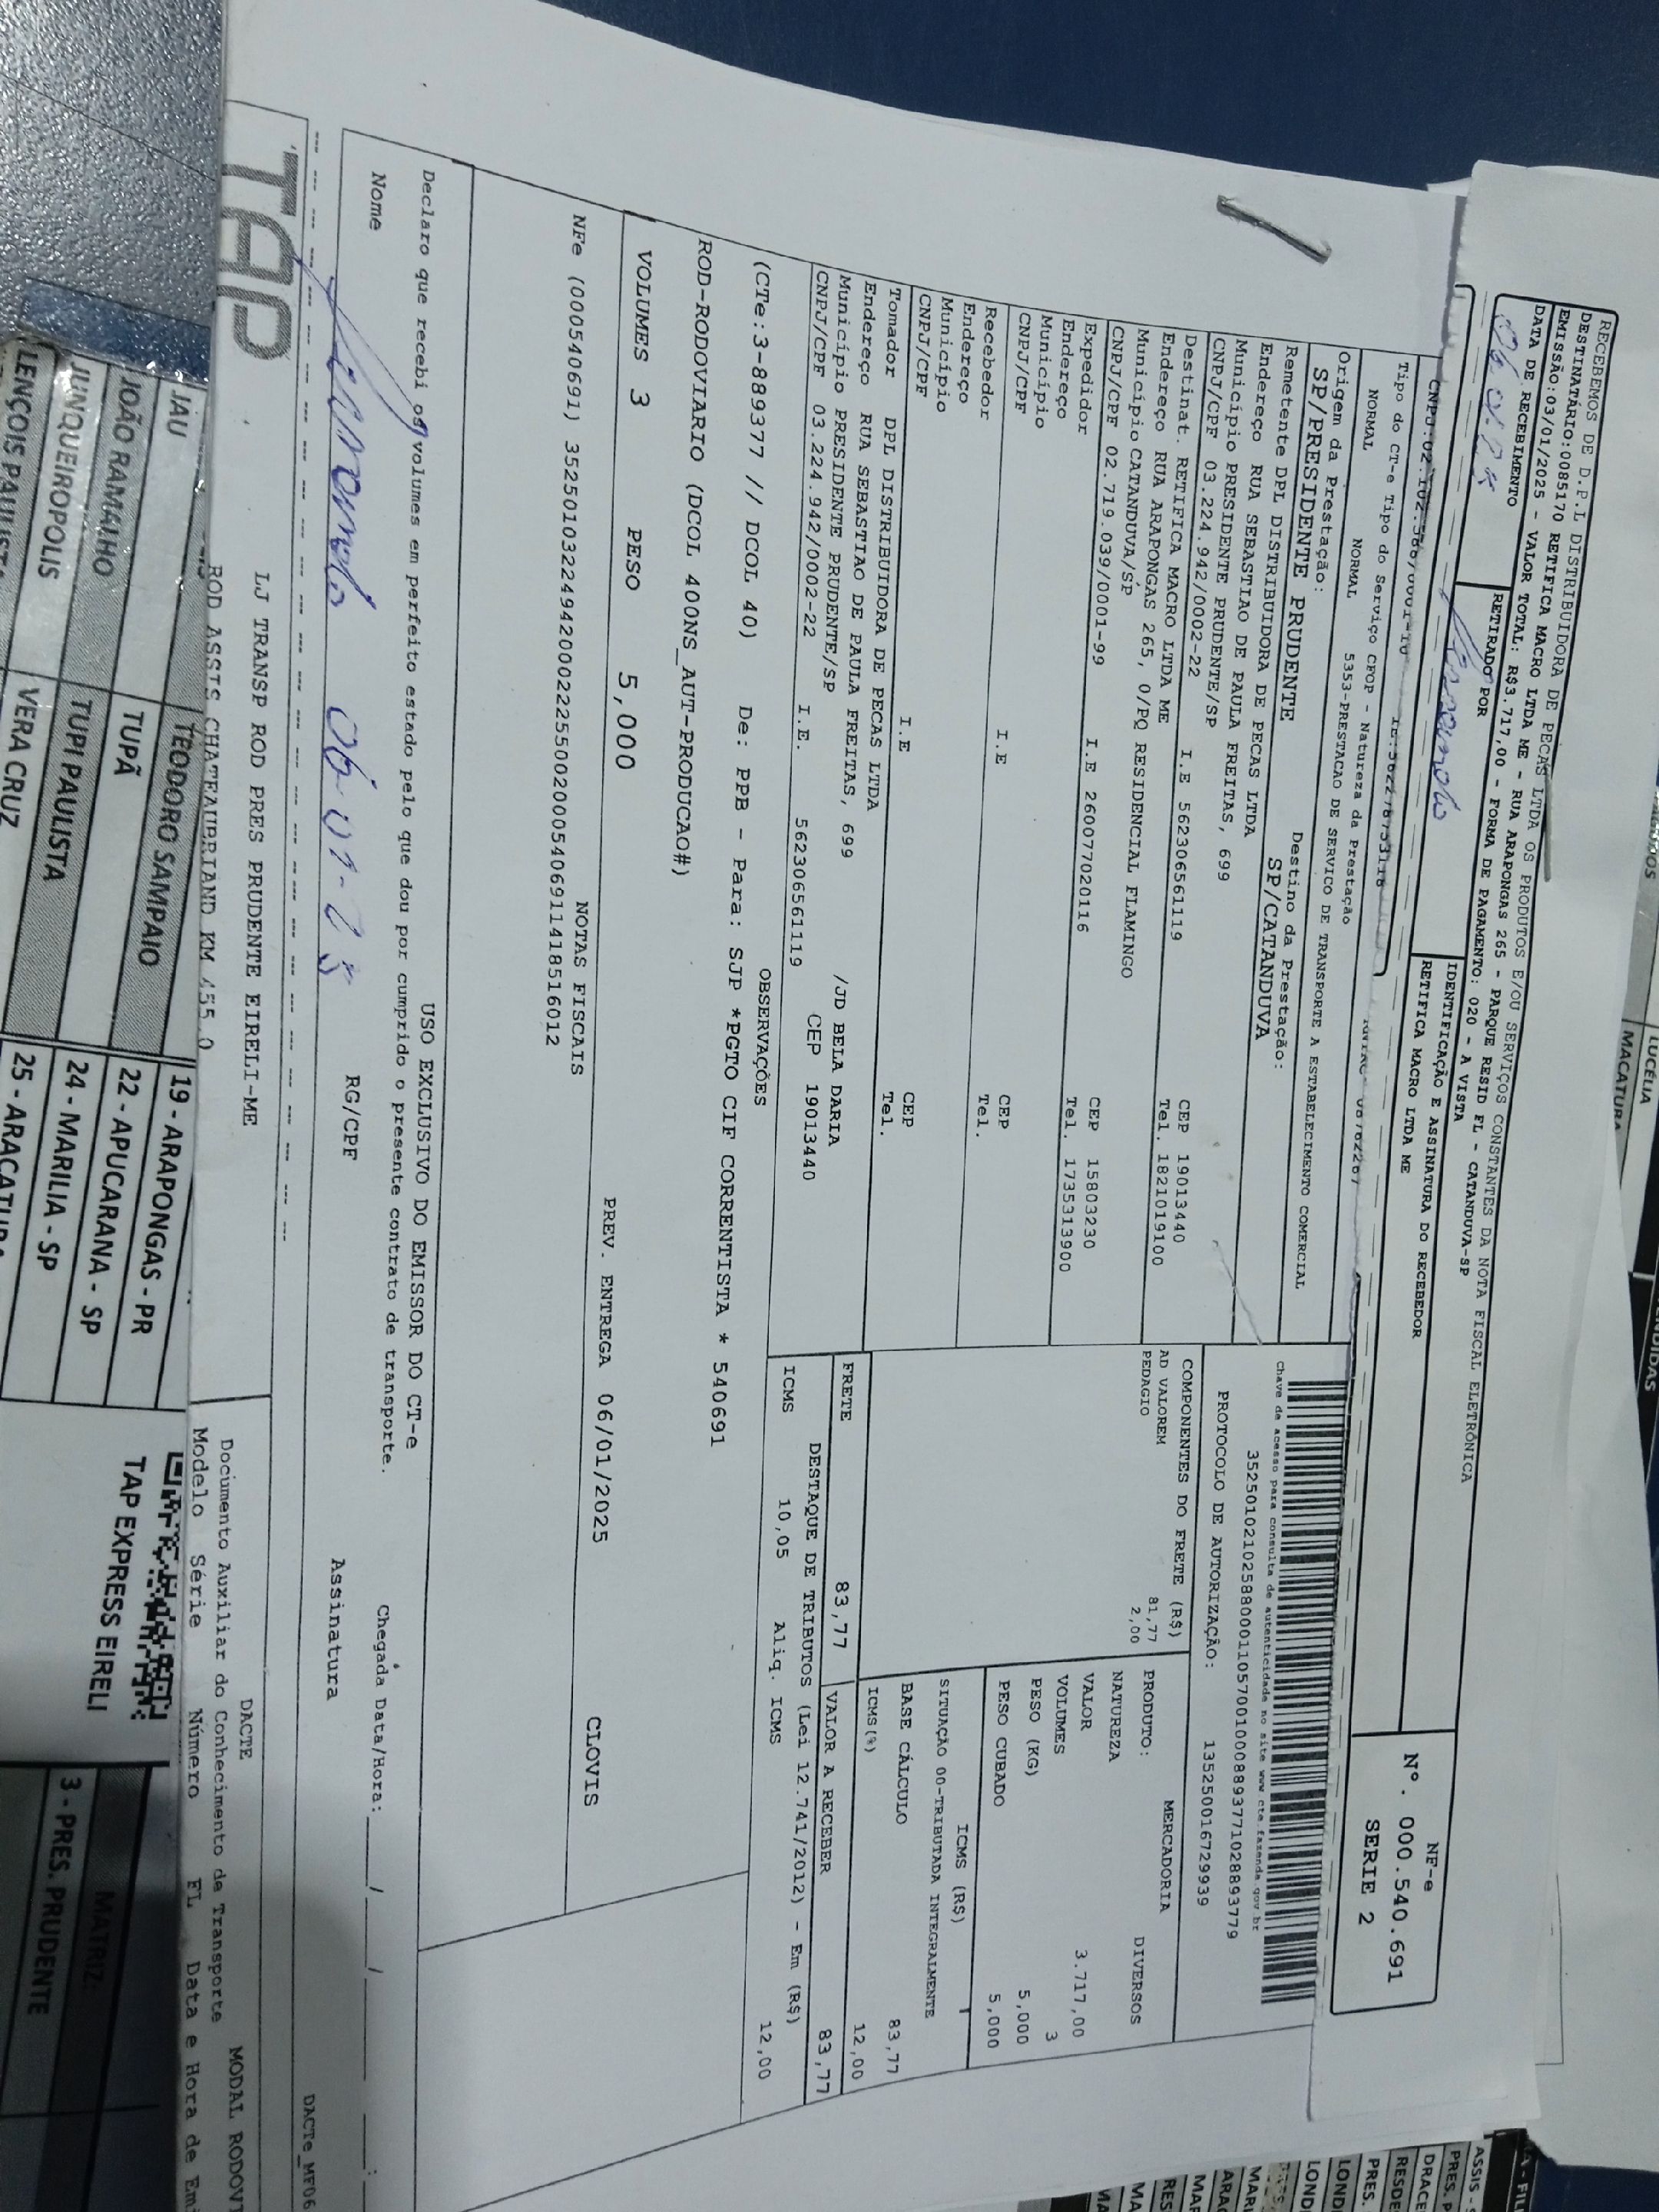 RECEBEMOS DE D.P.L DISTRIBUIDORA DE PEÇAS LTDA OS PRODUTOS E/OU SERVIÇOS CONSTANTES DA NOTA FISCAL ELETRÔNICA
DESTINATÁRIO:0085170 RETIFICA MACRO LTDA ME - RUA ARAPONGAS 265 - PARQUE RESID FL - CATANDUVA-SP
EMISSÃO:03/01/2025 - VALOR TOTAL: R$3.717,00 - FORMA DE PAGAMENTO: 020 - A VISTA
DATA DE RECEBIMENTO
RETIRADO POR
IDENTIFICAÇÃO E ASSINATURA DO RECEBEDOR
RETIFICA MACRO LTDA ME
NF-e
Nº. 000.540.691
SERIE 2
Tipo do CT-e Tipo do Serviço CFOP - Natureza da Prestação
NORMAL NORMAL 5353-PRESTACAO DE SERVICO DE TRANSPORTE A ESTABELECIMENTO COMERCIAL
Origem da Prestação: Destino da Prestação:
SP/PRESIDENTE PRUDENTE SP/CATANDUVA
Remetente DPL DISTRIBUIDORA DE PECAS LTDA
Endereço RUA SEBASTIAO DE PAULA FREITAS, 699
Município PRESIDENTE PRUDENTE/SP CEP 19013440
CNPJ/CPF 03.224.942/0002-22 I.E 562306561119 Tel. 1821019100
Destinat. RETIFICA MACRO LTDA ME
Endereço RUA ARAPONGAS 265, 0/PQ RESIDENCIAL FLAMINGO
Município CATANDUVA/SP CEP 15803230
CNPJ/CPF 02.719.039/0001-99 I.E 260077020116 Tel. 1735313900
Expedidor
Endereço
Município CEP
CNPJ/CPF I.E Tel.
Recebedor
Endereço
Município CEP
CNPJ/CPF I.E Tel.
Tomador DPL DISTRIBUIDORA DE PECAS LTDA
Endereço RUA SEBASTIAO DE PAULA FREITAS, 699 /JD BELA DARIA
Município PRESIDENTE PRUDENTE/SP CEP 19013440
CNPJ/CPF 03.224.942/0002-22 I.E. 562306561119
Chave de acesso para consulta de autenticidade no site www.cte.fazenda.gov.br
35250102102588000110570010008893771028893779
PROTOCOLO DE AUTORIZAÇÃO: 135250016729939
COMPONENTES DO FRETE (R$)
AD VALOREM 81,77
PEDAGIO 2,00
PRODUTO: MERCADORIA
NATUREZA DIVERSOS
VALOR 3.717,00
VOLUMES 3
PESO (KG) 5,000
PESO CUBADO 5,000
ICMS (R$)
SITUAÇÃO 00-TRIBUTADA INTEGRALMENTE
BASE CÁLCULO 83,77
ICMS(%) 12,00
FRETE 83,77 VALOR A RECEBER 83,77
DESTAQUE DE TRIBUTOS (Lei 12.741/2012) - Em (R$)
ICMS 10,05 Aliq. ICMS 12,00
OBSERVAÇÕES
(CTe:3-889377 // DCOL 40) De: PPB - Para: SJP *PGTO CIF CORRENTISTA * 540691
ROD-RODOVIARIO (DCOL 400NS_AUT-PRODUCAO#)
VOLUMES 3 PESO 5,000 PREV. ENTREGA 06/01/2025 CLOVIS
NOTAS FISCAIS
NFe (000540691) 35250103224942000222550020005406911418516012
USO EXCLUSIVO DO EMISSOR DO CT-e
Declaro que recebi os volumes em perfeito estado pelo que dou por cumprido o presente contrato de transporte.
Chegada Data/Hora:
Nome RG/CPF Assinatura
DACTe_MF06
TAP
LJ TRANSP ROD PRES PRUDENTE EIRELI-ME
ROD ASSIS CHATEAUBRIAND KM 455 0
DACTE
Documento Auxiliar do Conhecimento de Transporte
Modelo Série Número FL Data e Hora de
JAÚ TEODORO SAMPAIO 19 - ARAPONGAS - PR
JOÃO RAMALHO TUPÃ 22 - APUCARANA - SP
JUNQUEIROPOLIS TUPI PAULISTA 24 - MARILIA - SP
LENÇOIS PAULISTA VERA CRUZ 25 - ARAÇATUBA
TAP EXPRESS EIRELI
MATRIZ:
3 - PRES. PRUDENTE
LUCÉLIA